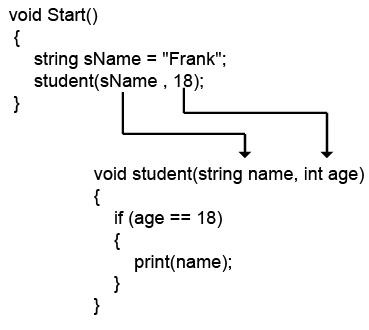 void Start()
{
string sName = "Frank";
student(sName , 18);
}
void student(string name, int age)
{
if (age == 18)
{
print(name);
}
}